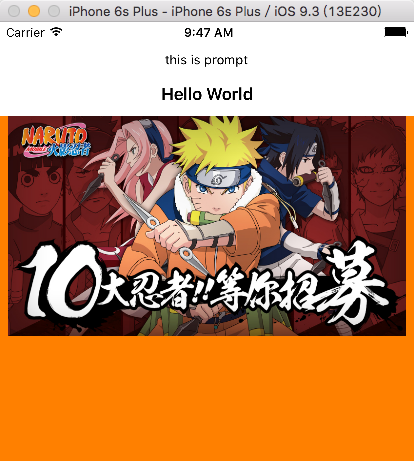 iPhone 6s Plus - iPhone 6s Plus / iOS 9.3 (13E230)
Carrier 9:47 AM
this is prompt
Hello World
NARUTO
火影忍者
10大忍者!!等你招募